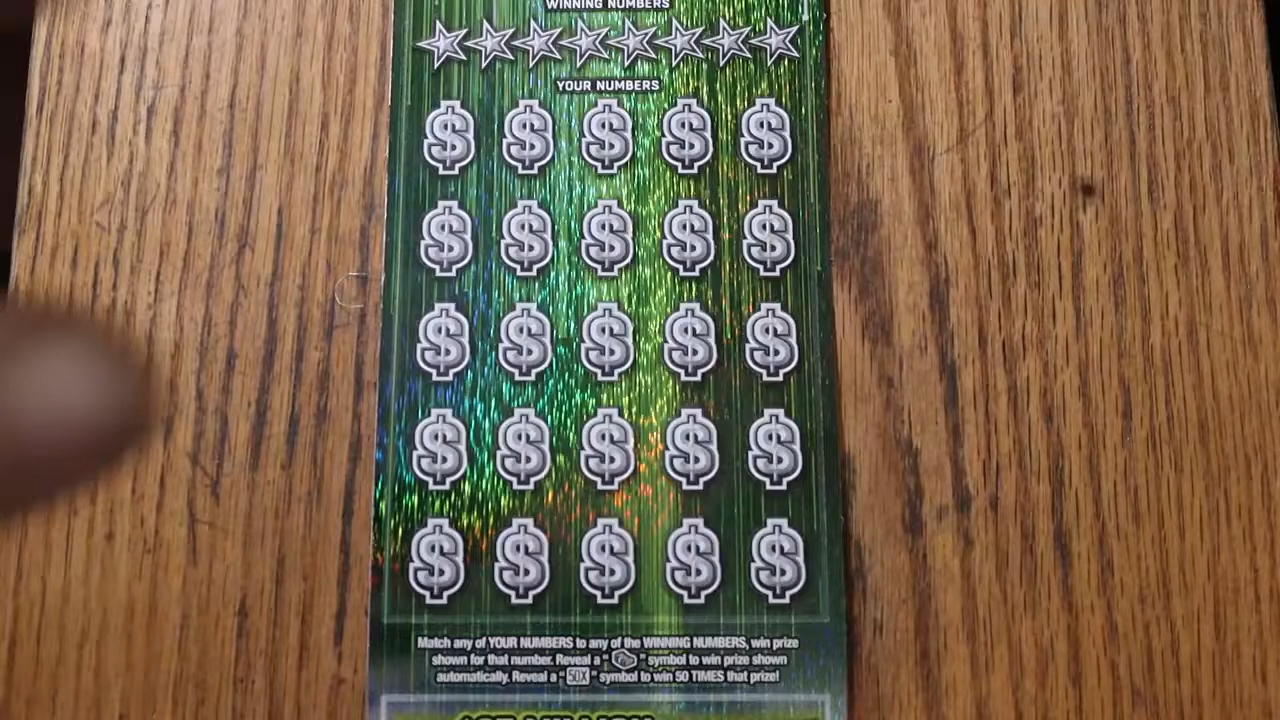 WINNING NUMBERS
YOUR NUMBERS
$ $ $ $ $
$ $ $ $ $
$ $ $ $ $
$ $ $ $ $
$ $ $ $ $
Match any of YOUR NUMBERS to any of the WINNING NUMBERS, win prize
shown for that number. Reveal a " " symbol to win prize shown
automatically. Reveal a "50X" symbol to win 50 TIMES that prize!